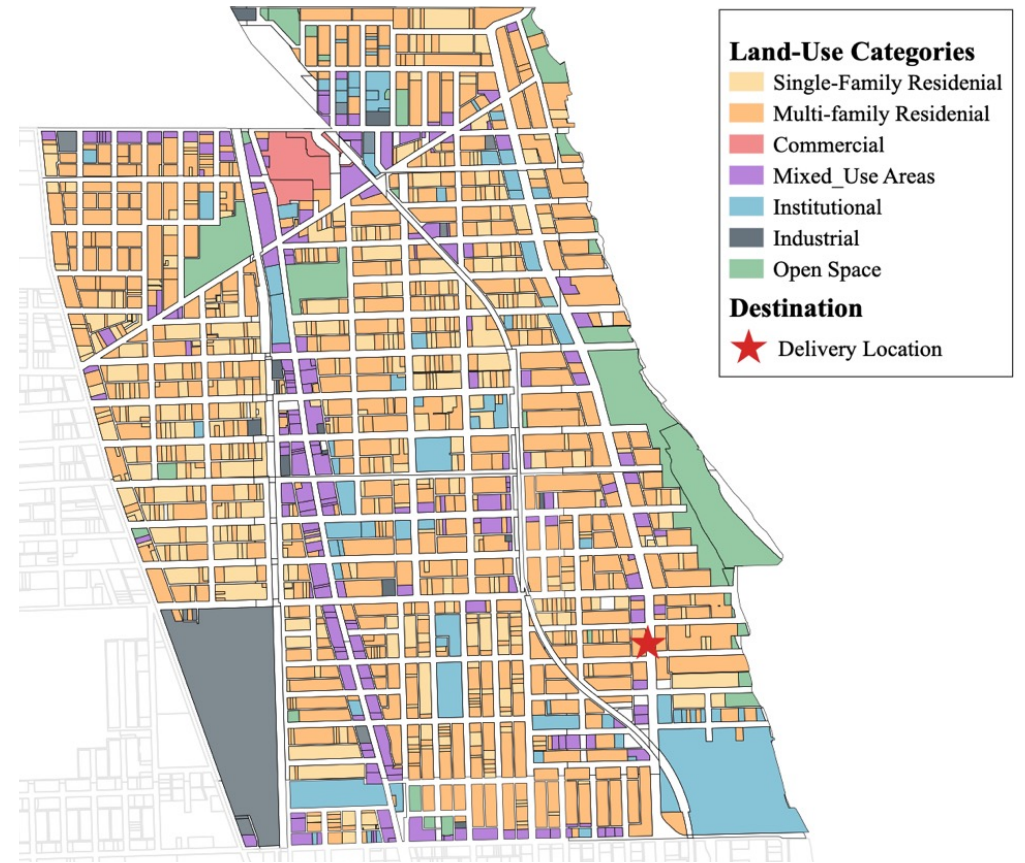 Land-Use Categories
Single-Family Residenial
Multi-family Residenial
Commercial
Mixed_Use Areas
Institutional
Industrial
Open Space
Destination
Delivery Location